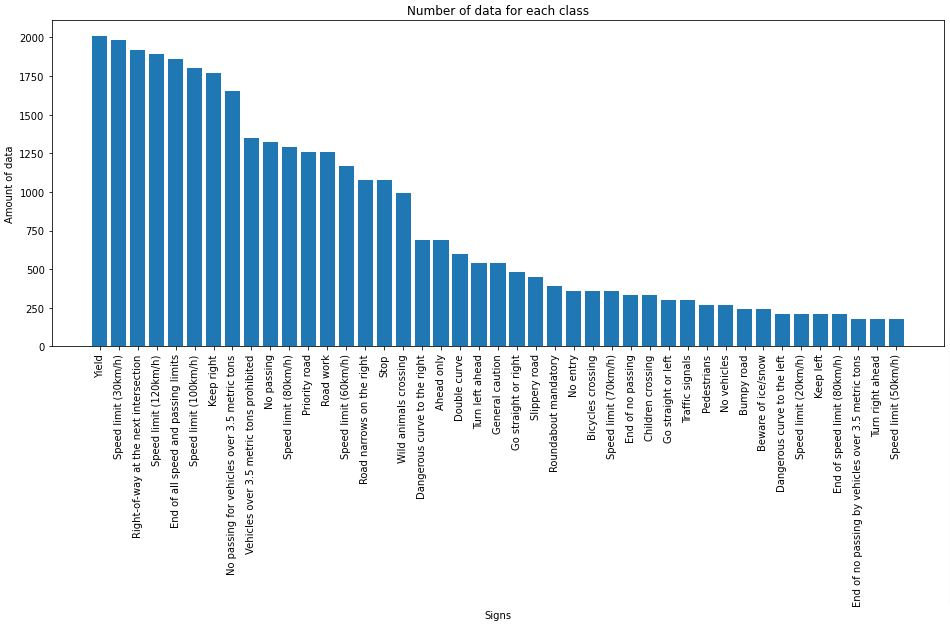 Number of data for each class
Amount of data
2000
1750
1500
1250
1000
750
500
250
0
Yield
Speed limit (30km/h)
Right-of-way at the next intersection
Speed limit (120km/h)
End of all speed and passing limits
Speed limit (100km/h)
Keep right
No passing for vehicles over 3.5 metric tons
Vehicles over 3.5 metric tons prohibited
No passing
Speed limit (80km/h)
Priority road
Road work
Speed limit (60km/h)
Road narrows on the right
Stop
Wild animals crossing
Dangerous curve to the right
Ahead only
Double curve
Turn left ahead
General caution
Go straight or right
Slippery road
Roundabout mandatory
No entry
Bicycles crossing
Speed limit (70km/h)
End of no passing
Children crossing
Go straight or left
Traffic signals
Pedestrians
No vehicles
Bumpy road
Beware of ice/snow
Dangerous curve to the left
Speed limit (20km/h)
Keep left
End of speed limit (80km/h)
End of no passing by vehicles over 3.5 metric tons
Turn right ahead
Speed limit (50km/h)
Signs